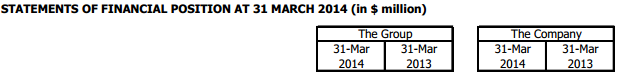 STATEMENTS OF FINANCIAL POSITION AT 31 MARCH 2014 (in $ million)
The Group The Company
31-Mar 31-Mar 31-Mar 31-Mar
2014 2013 2014 2013